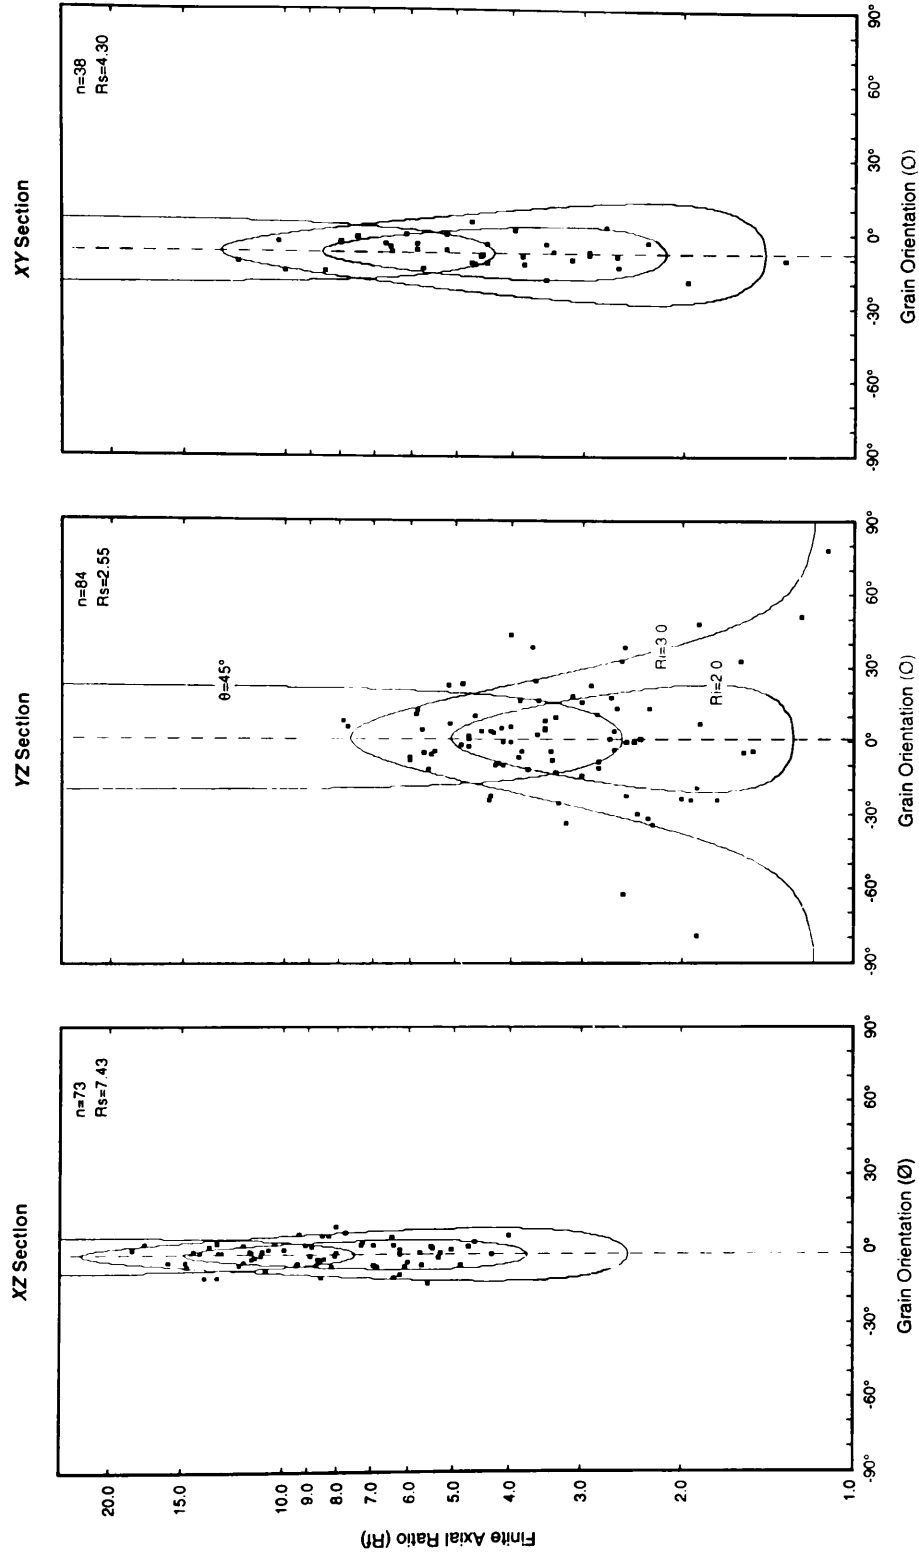 XZ Section
n=73
Rs=7.43
20.0
15.0
10.0
9.0
8.0
7.0
6.0
5.0
4.0
3.0
2.0
1.0
Finite Axial Ratio (Rf)
-90°
-60°
-30°
0°
30°
60°
90°
Grain Orientation (Ø)
YZ Section
n=84
Rs=2.55
θ=45°
Ri=3.0
Ri=2.0
-90°
-60°
-30°
0°
30°
60°
90°
Grain Orientation (Ø)
XY Section
n=38
Rs=4.30
-90°
-60°
-30°
0°
30°
60°
90°
Grain Orientation (Ø)